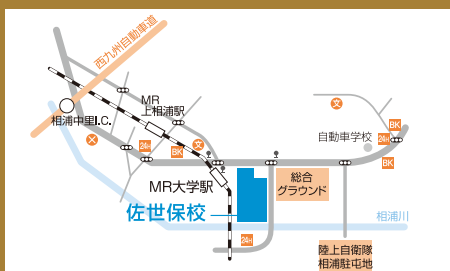 西九州自動車道
MR
上相浦駅
文
BK
相浦中里I.C.
自動車学校
24H
24H
BK
文
BK
MR大学駅
総合
グラウンド
佐世保校
相浦川
24H
陸上自衛隊
相浦駐屯地